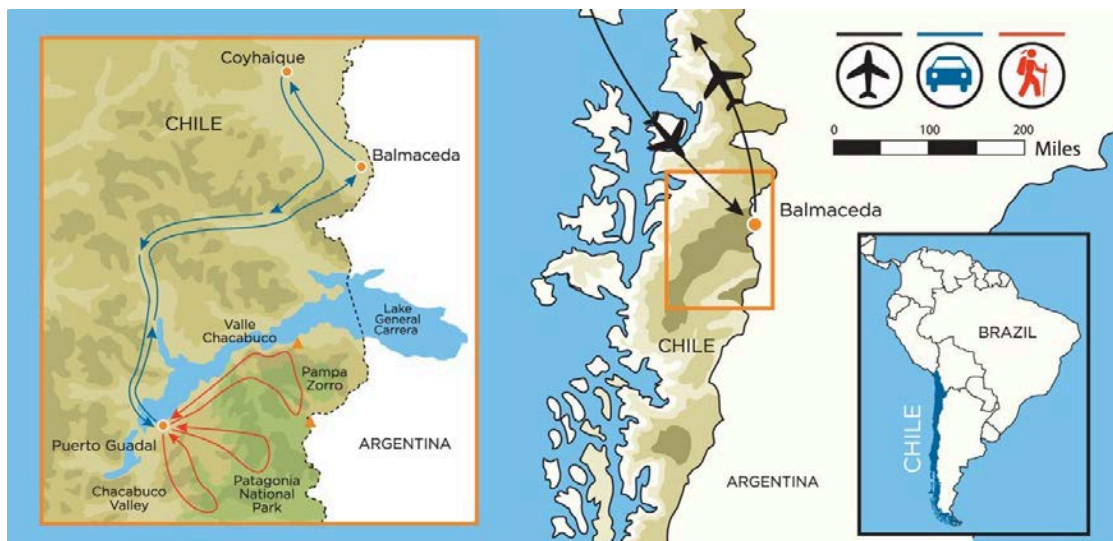 Coyhaique
CHILE
Balmaceda
Lake
General
Carrera
Valle
Chacabuco
Pampa
Zorro
Puerto Guadal
ARGENTINA
Chacabuco
Valley
Patagonia
National
Park
Balmaceda
CHILE
ARGENTINA
0 100 200
Miles
BRAZIL
CHILE